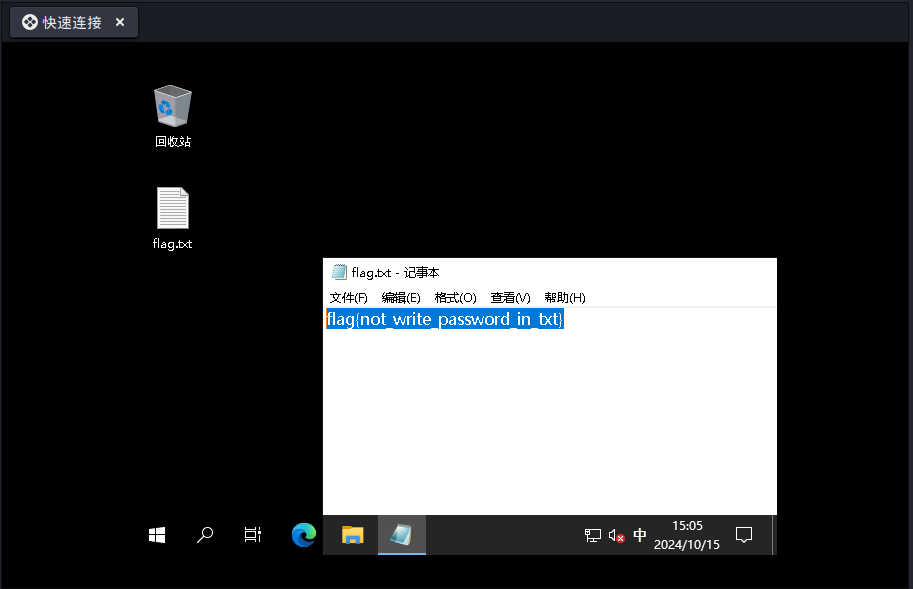 快速连接
回收站
flag.txt
flag.txt - 记事本
文件(F) 编辑(E) 格式(O) 查看(V) 帮助(H)
flag{not_write_password_in_txt}
中
15:05
2024/10/15